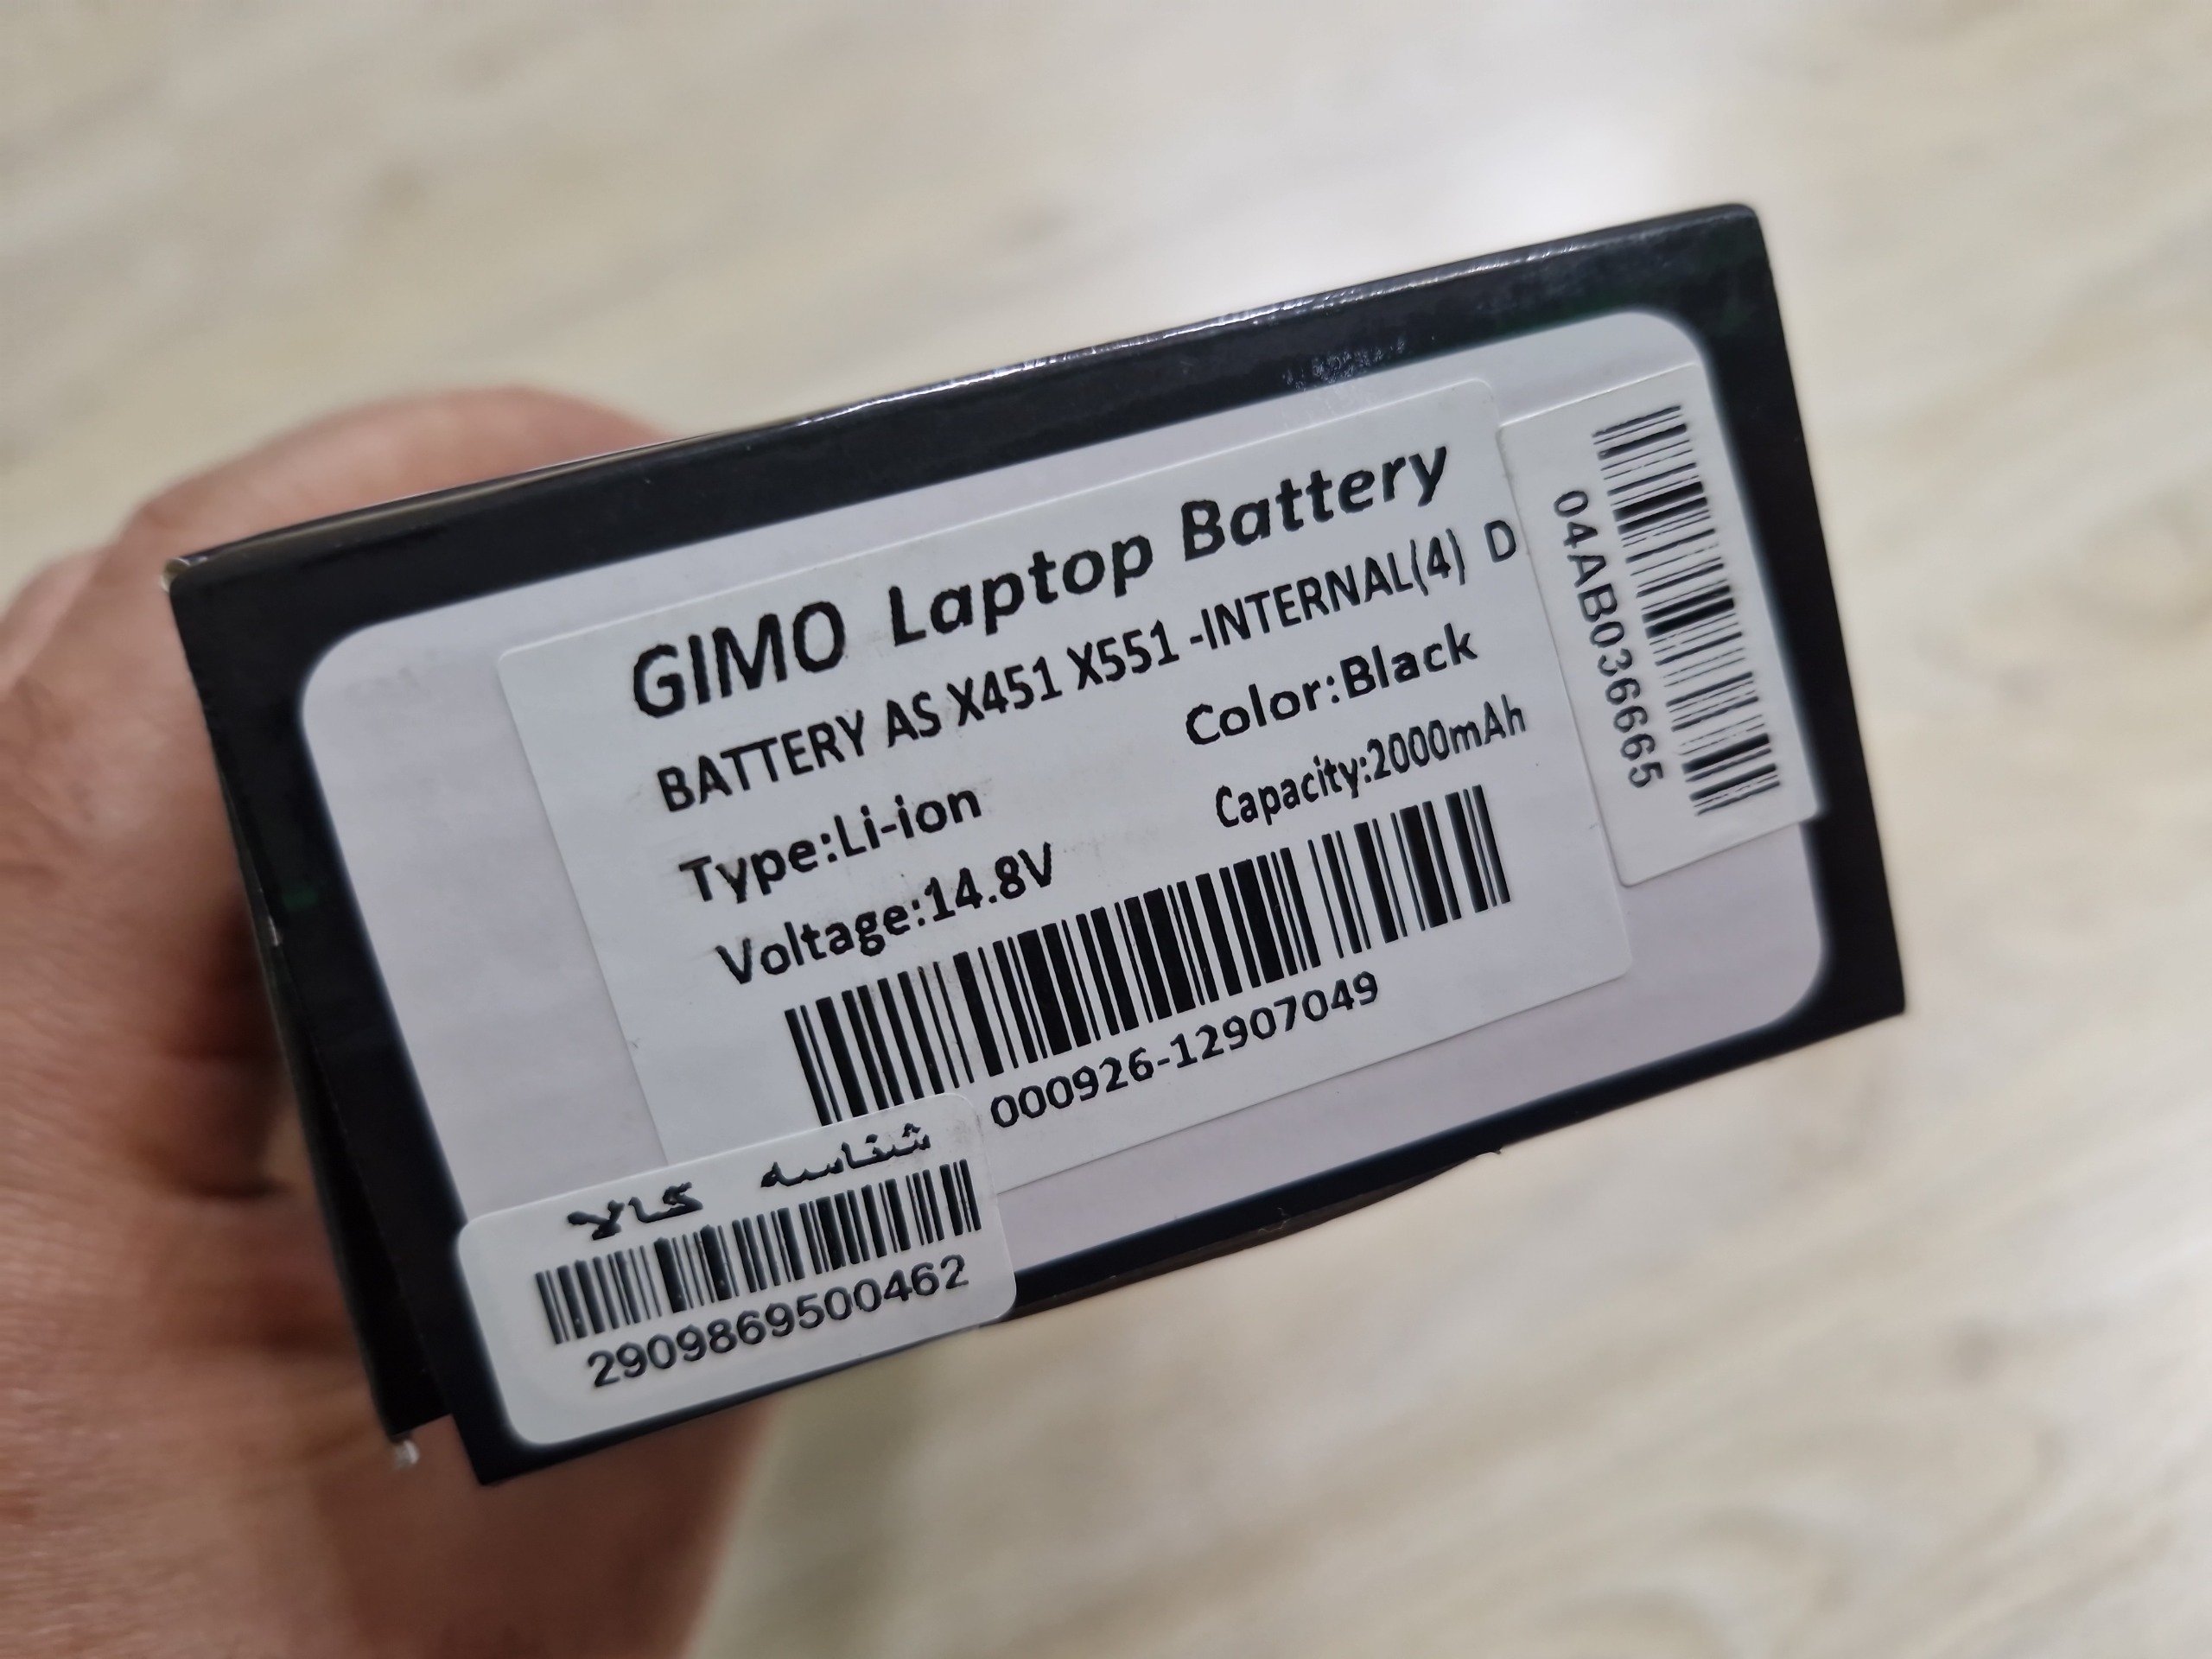 GIMO Laptop Battery
BATTERY AS X451 X551 -INTERNAL(4) D
Type:Li-ion
Color:Black
Voltage:14.8V
Capacity:2000mAh
000926-12907049
04AB036665
شناسه کالا
2909869500462